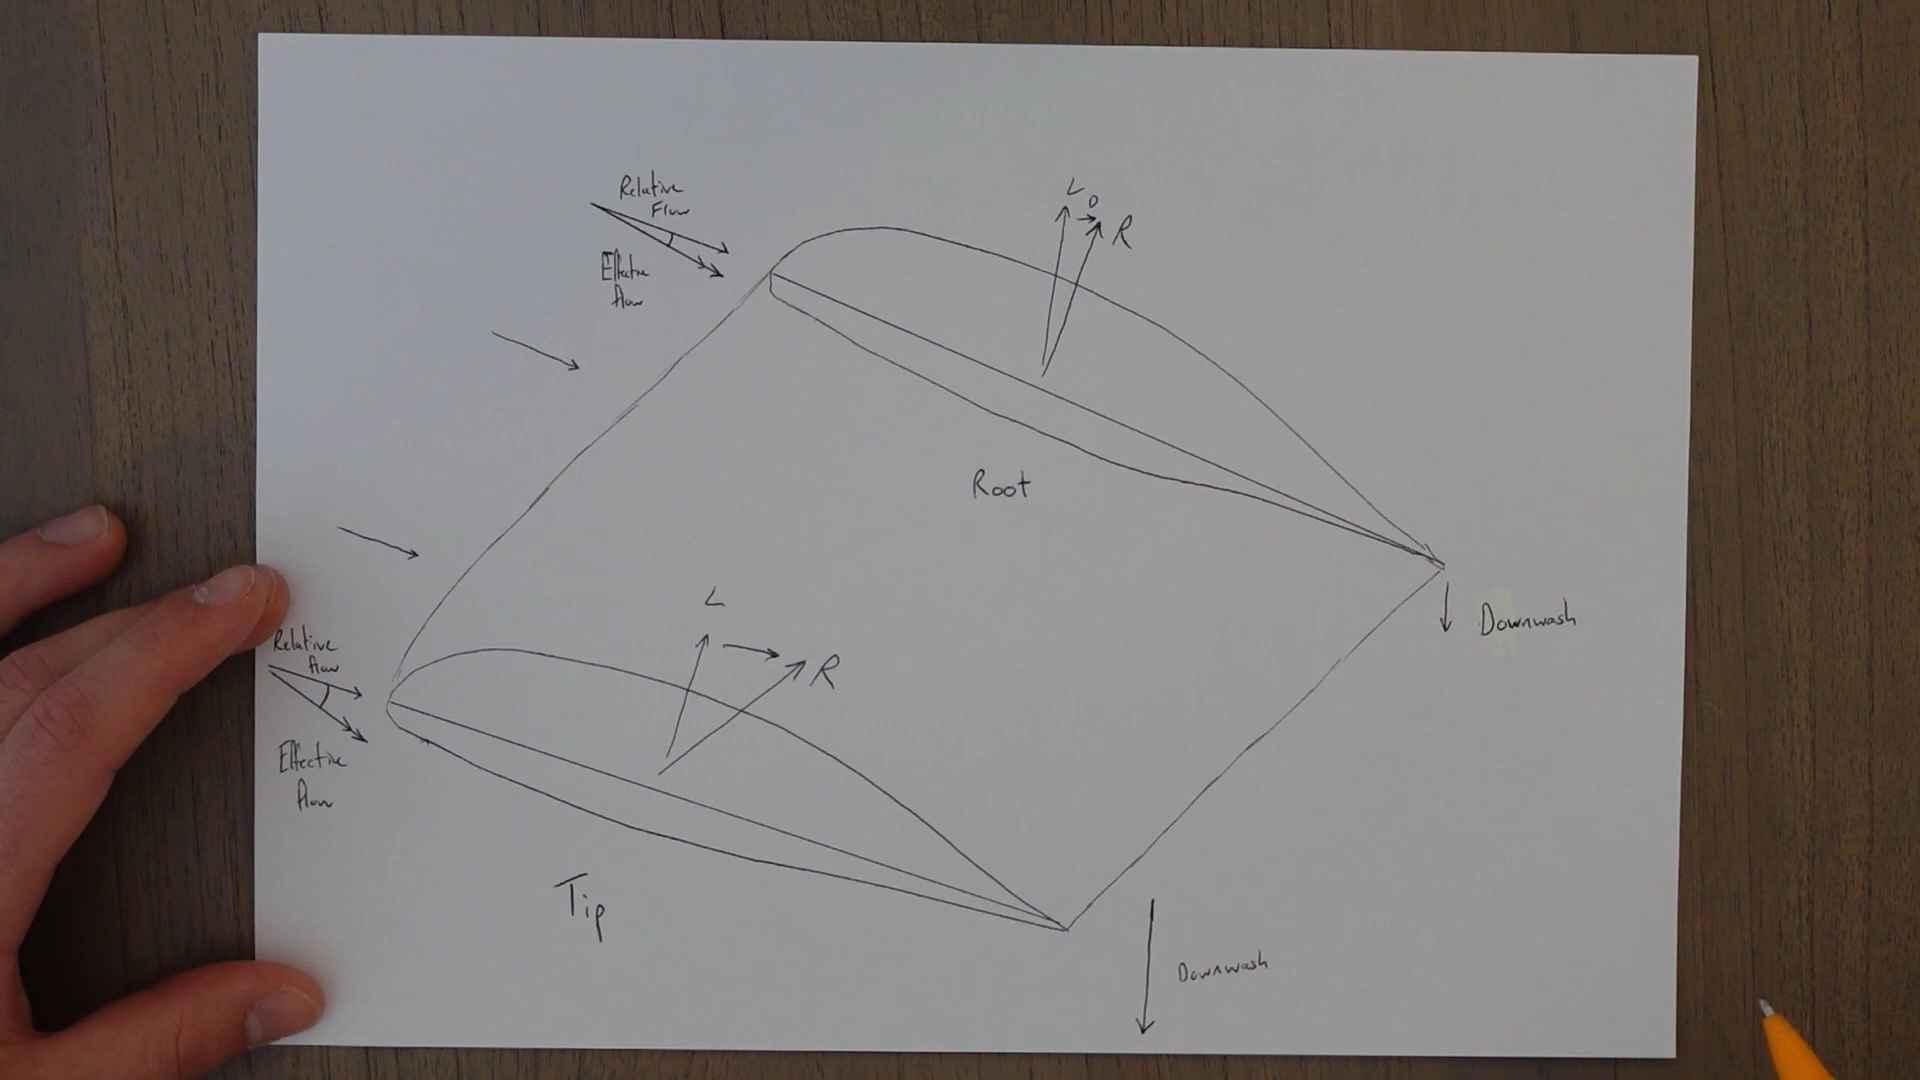 Relative
Flow
Effective
flow
L
D
R
Root
Downwash
Relative
flow
Effective
flow
L
R
Tip
Downwash